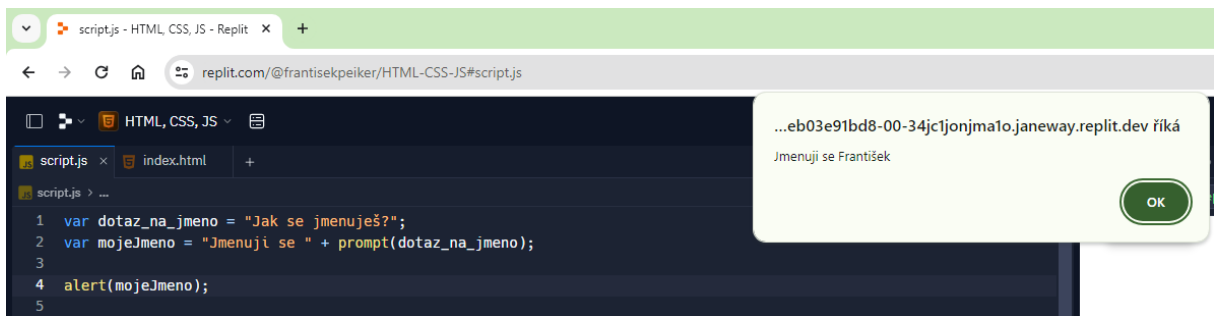 script.js - HTML, CSS, JS - Replit
replit.com/@frantisekpeiker/HTML-CSS-JS#script.js
HTML, CSS, JS
script.js index.html
script.js > ...
1 var dotaz_na_jmeno = "Jak se jmenuješ?";
2 var mojeJmeno = "Jmenuji se " + prompt(dotaz_na_jmeno);
3
4 alert(mojeJmeno);
5
...eb03e91bd8-00-34jc1jonjma1o.janeway.replit.dev říká
Jmenuji se František
OK